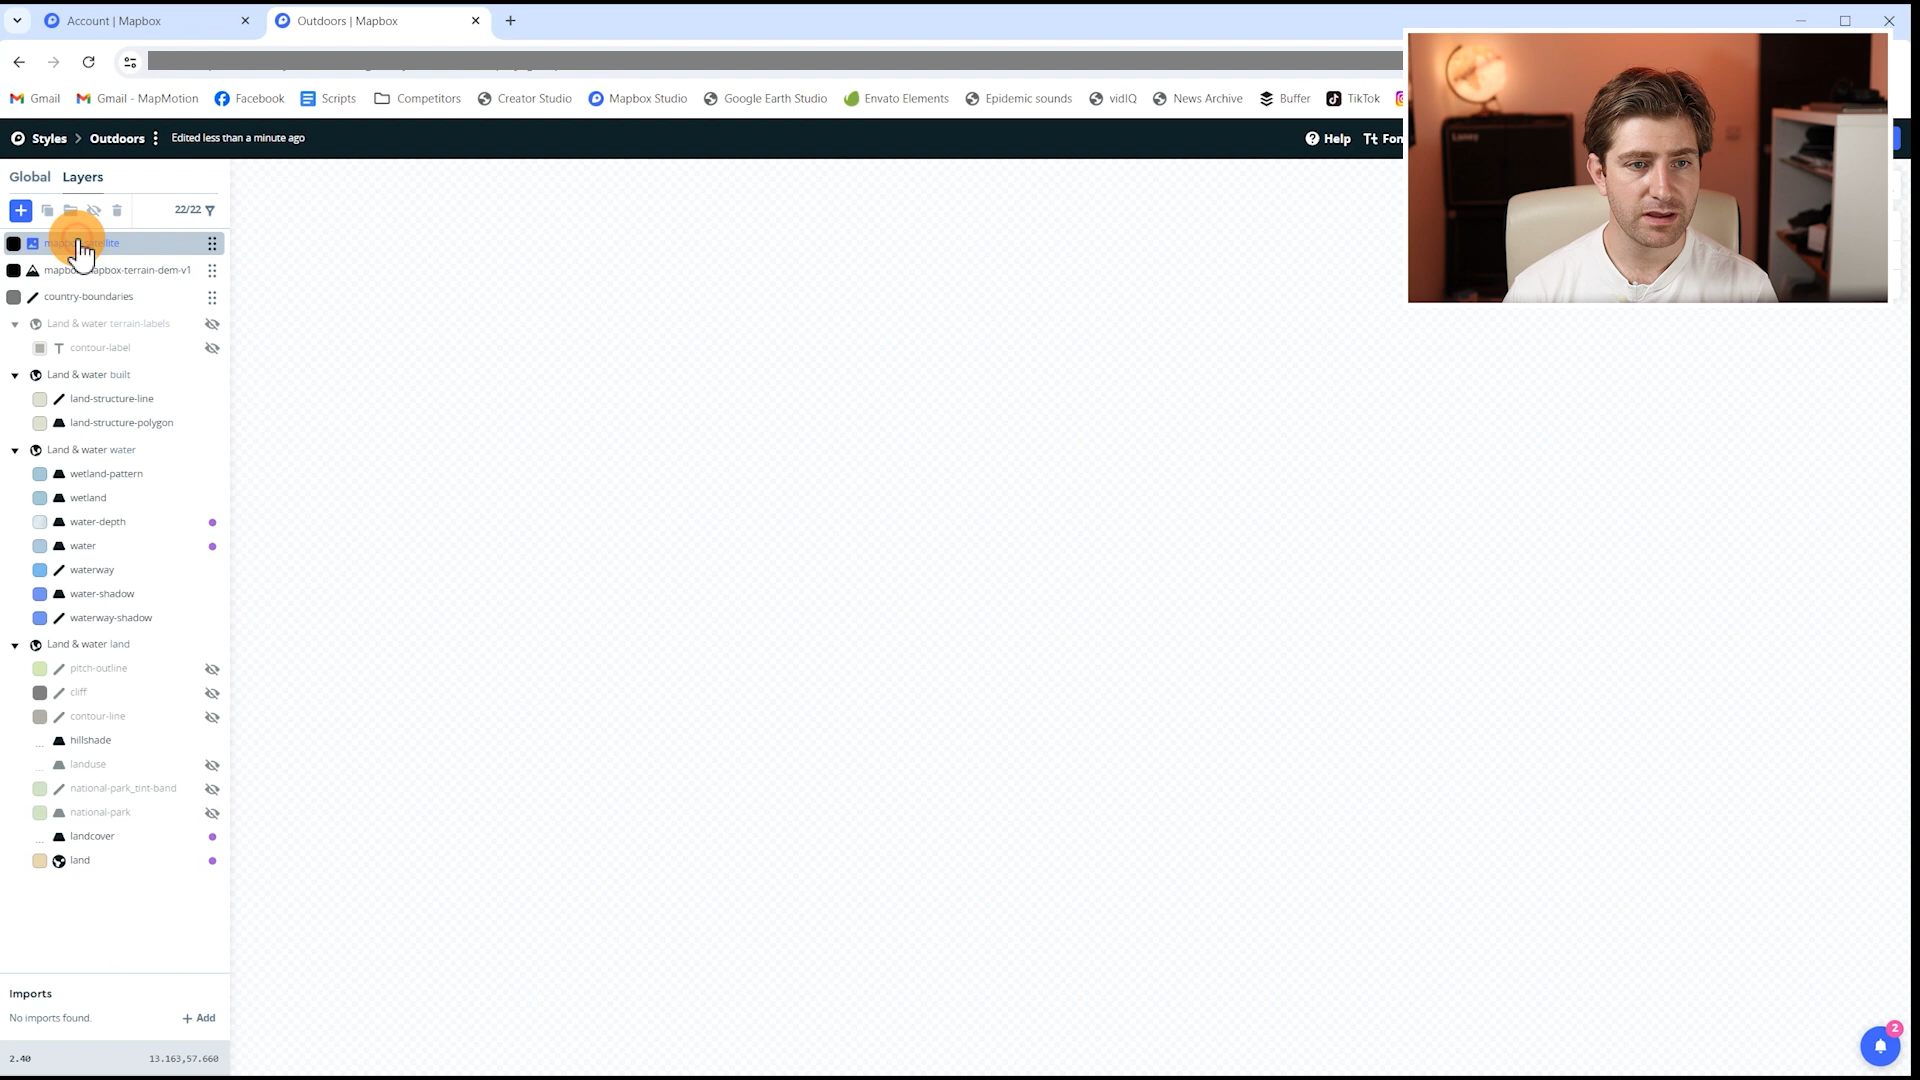 Account | Mapbox
Outdoors | Mapbox
Gmail
Gmail - MapMotion
Facebook
Scripts
Competitors
Creator Studio
Mapbox Studio
Google Earth Studio
Envato Elements
Epidemic sounds
vidIQ
News Archive
Buffer
TikTok
Styles > Outdoors
Edited less than a minute ago
Help
Tt Fon
Global Layers
22/22
country-boundaries
Land & water terrain-labels
T contour-label
Land & water built
land-structure-line
land-structure-polygon
Land & water water
wetland-pattern
wetland
water-depth
water
waterway
water-shadow
waterway-shadow
Land & water land
pitch-outline
cliff
contour-line
hillshade
landuse
national-park_tint-band
national-park
landcover
land
Imports
No imports found.
+ Add
2.40
13.163,57.660
2